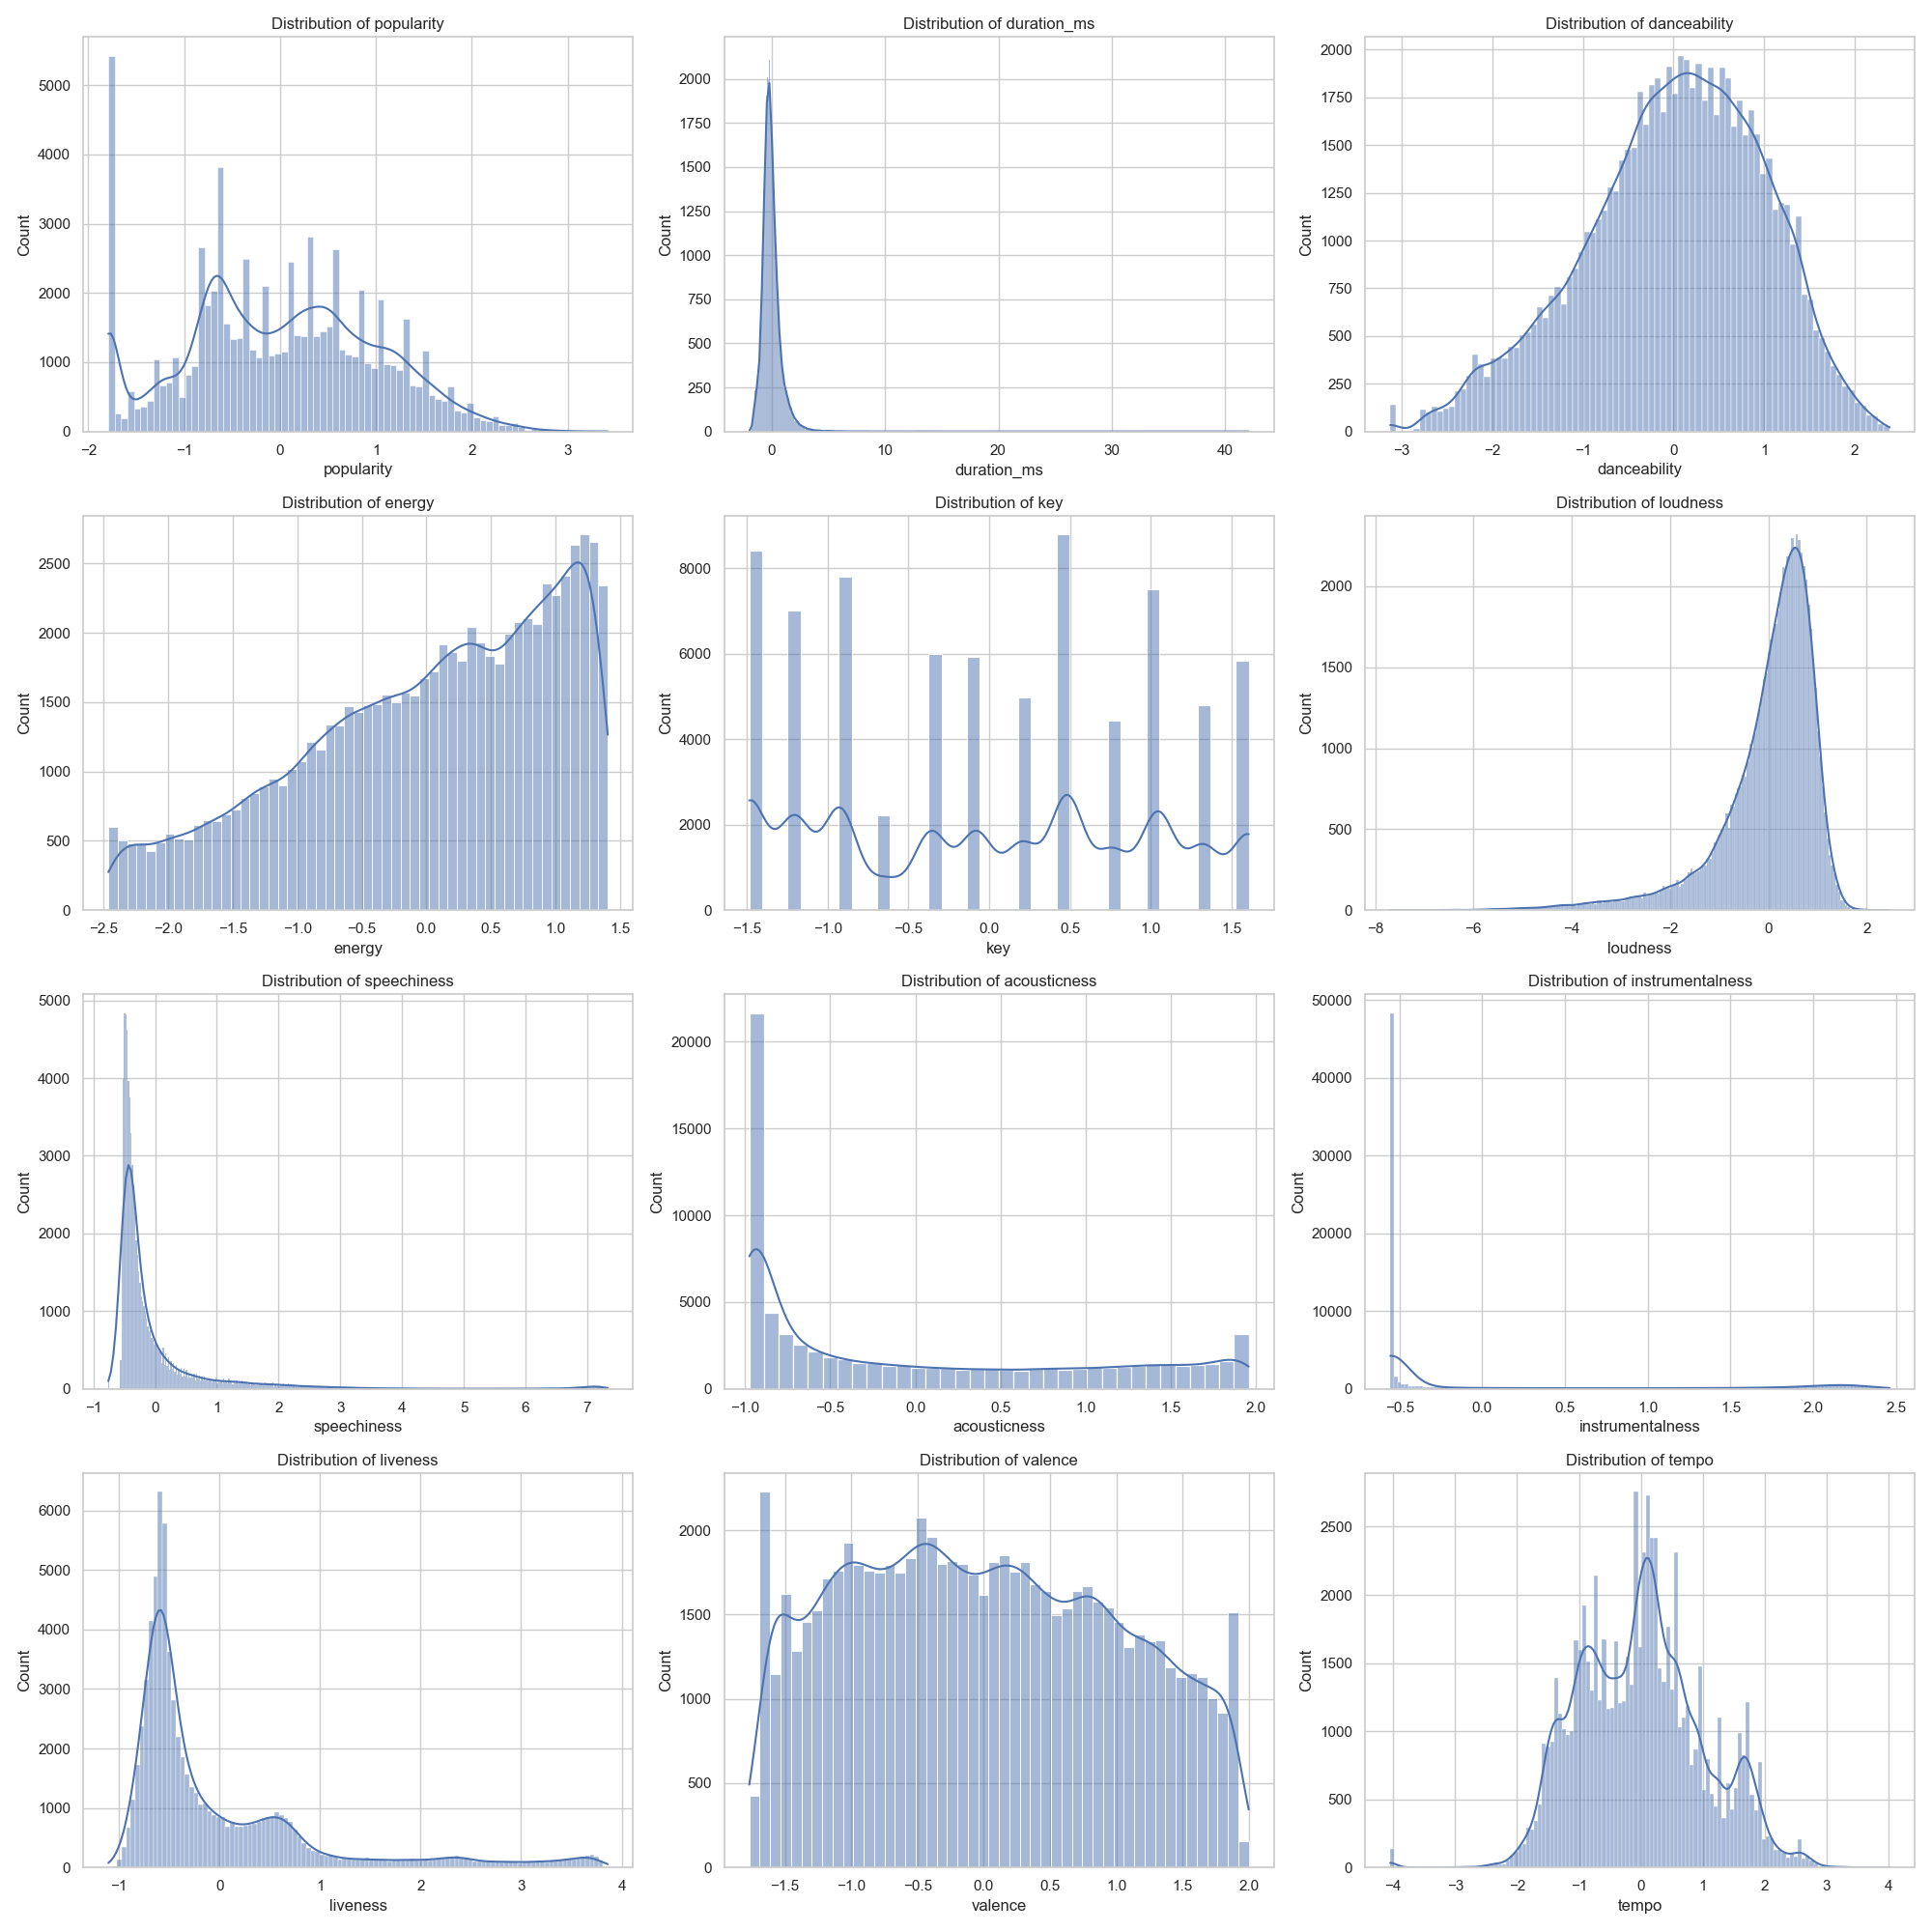 Distribution of popularity
Count
5000
4000
3000
2000
1000
0
−2 −1 0 1 2 3
popularity
Distribution of duration_ms
Count
2000
1750
1500
1250
1000
750
500
250
0
0 10 20 30 40
duration_ms
Distribution of danceability
Count
2000
1750
1500
1250
1000
750
500
250
0
−3 −2 −1 0 1 2
danceability
Distribution of energy
Count
2500
2000
1500
1000
500
0
−2.5 −2.0 −1.5 −1.0 −0.5 0.0 0.5 1.0 1.5
energy
Distribution of key
Count
8000
6000
4000
2000
0
−1.5 −1.0 −0.5 0.0 0.5 1.0 1.5
key
Distribution of loudness
Count
2000
1500
1000
500
0
−8 −6 −4 −2 0 2
loudness
Distribution of speechiness
Count
5000
4000
3000
2000
1000
0
−1 0 1 2 3 4 5 6 7
speechiness
Distribution of acousticness
Count
20000
15000
10000
5000
0
−1.0 −0.5 0.0 0.5 1.0 1.5 2.0
acousticness
Distribution of instrumentalness
Count
50000
40000
30000
20000
10000
0
−0.5 0.0 0.5 1.0 1.5 2.0 2.5
instrumentalness
Distribution of liveness
Count
6000
5000
4000
3000
2000
1000
0
−1 0 1 2 3 4
liveness
Distribution of valence
Count
2000
1500
1000
500
0
−1.5 −1.0 −0.5 0.0 0.5 1.0 1.5 2.0
valence
Distribution of tempo
Count
2500
2000
1500
1000
500
0
−4 −3 −2 −1 0 1 2 3 4
tempo